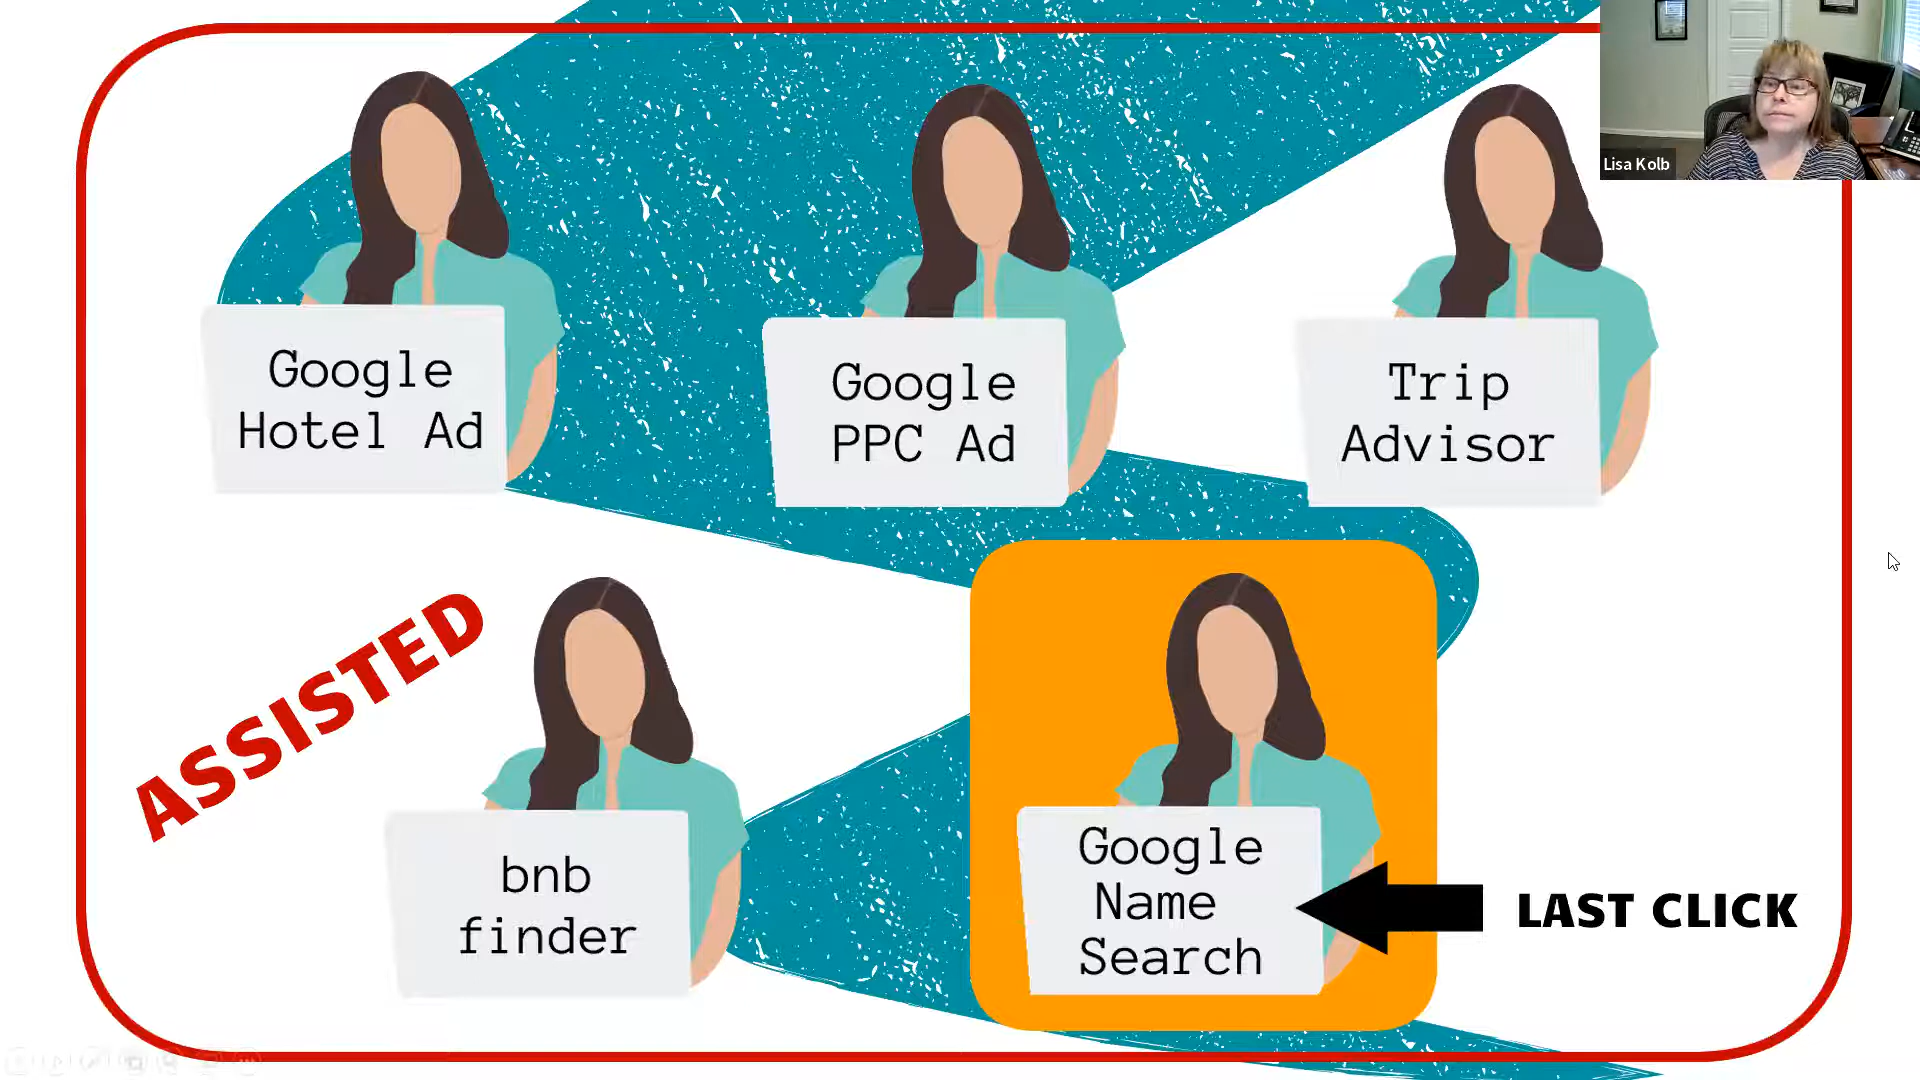 Lisa Kolb
Google
Hotel Ad
Google
PPC Ad
Trip
Advisor
ASSISTED
bnb
finder
Google
Name
Search
LAST CLICK